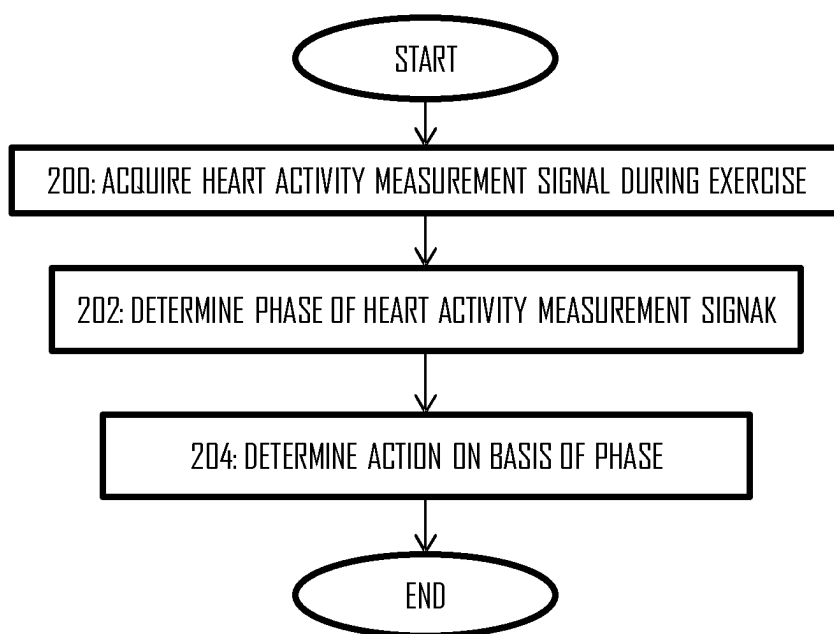 START
200: ACQUIRE HEART ACTIVITY MEASUREMENT SIGNAL DURING EXERCISE
202: DETERMINE PHASE OF HEART ACTIVITY MEASUREMENT SIGNAK
204: DETERMINE ACTION ON BASIS OF PHASE
END